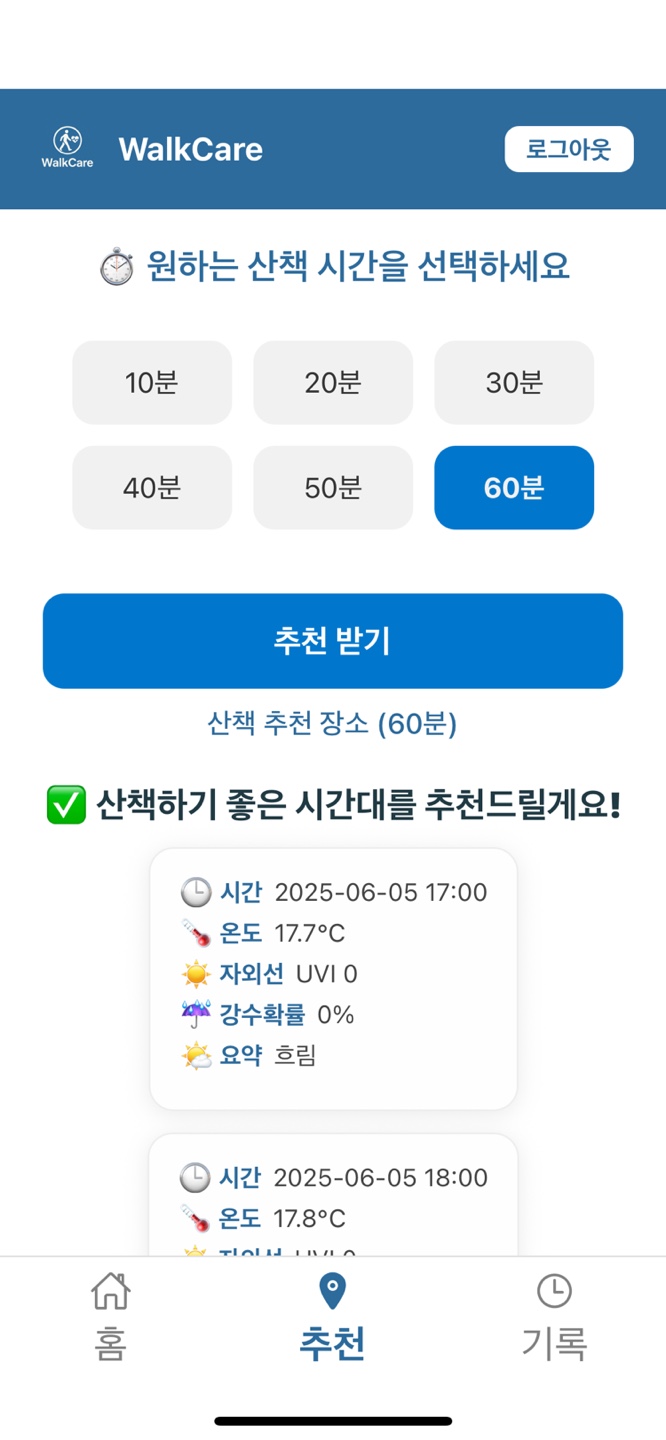 WalkCare
WalkCare
로그아웃
⏱️ 원하는 산책 시간을 선택하세요
10분 20분 30분
40분 50분 60분
추천 받기
산책 추천 장소 (60분)
✅ 산책하기 좋은 시간대를 추천드릴게요!
🕒 시간 2025-06-05 17:00
🌡️ 온도 17.7°C
☀️ 자외선 UVI 0
☔ 강수확률 0%
🌤️ 요약 흐림
🕒 시간 2025-06-05 18:00
🌡️ 온도 17.8°C
☀️ 자외선 UVI 0
홈 추천 기록